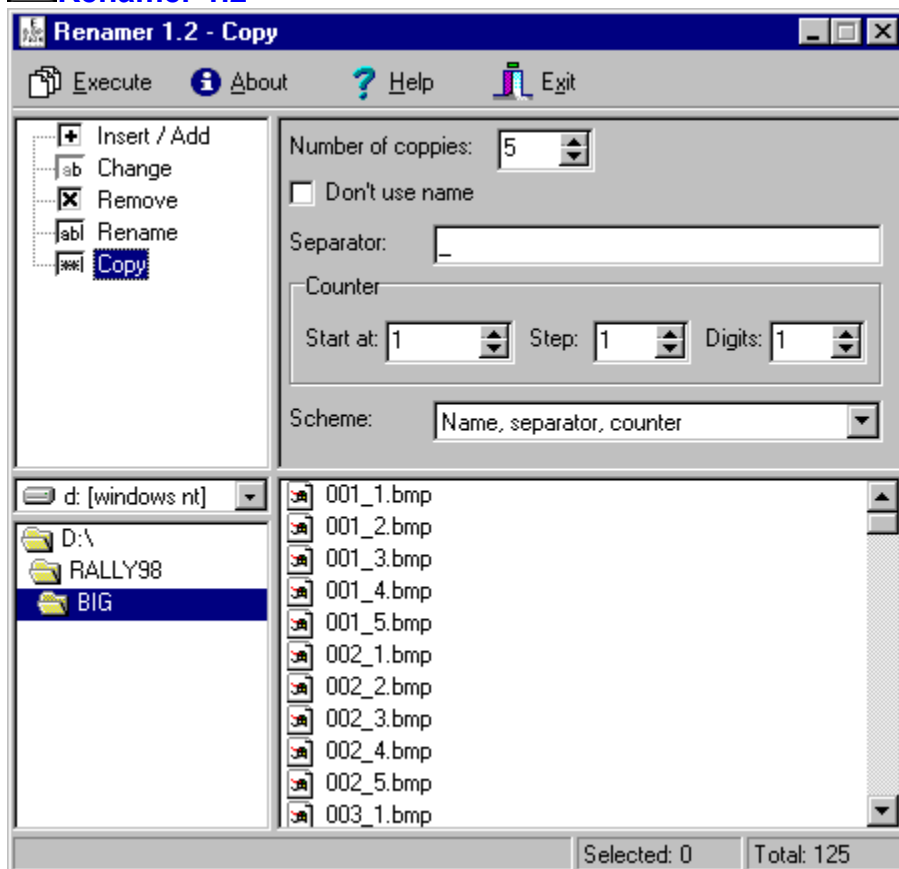 Renamer 1.2
Renamer 1.2 - Copy
Execute About Help Exit
Insert / Add
Change
Remove
Rename
Copy
Number of coppies: 5
Don't use name
Separator: _
Counter
Start at: 1 Step: 1 Digits: 1
Scheme: Name, separator, counter
d: [windows nt]
D:\
RALLY98
BIG
001_1.bmp
001_2.bmp
001_3.bmp
001_4.bmp
001_5.bmp
002_1.bmp
002_2.bmp
002_3.bmp
002_4.bmp
002_5.bmp
003_1.bmp
Selected: 0 Total: 125